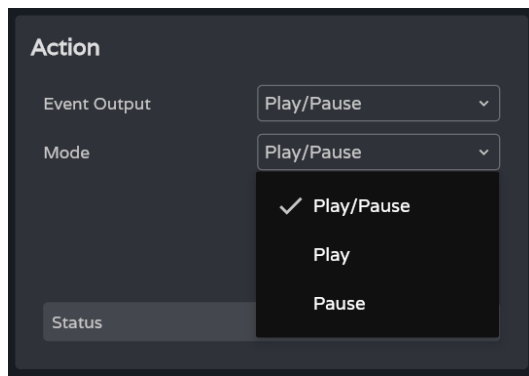 Action
Event Output Play/Pause
Mode Play/Pause
Play/Pause
Play
Pause
Status